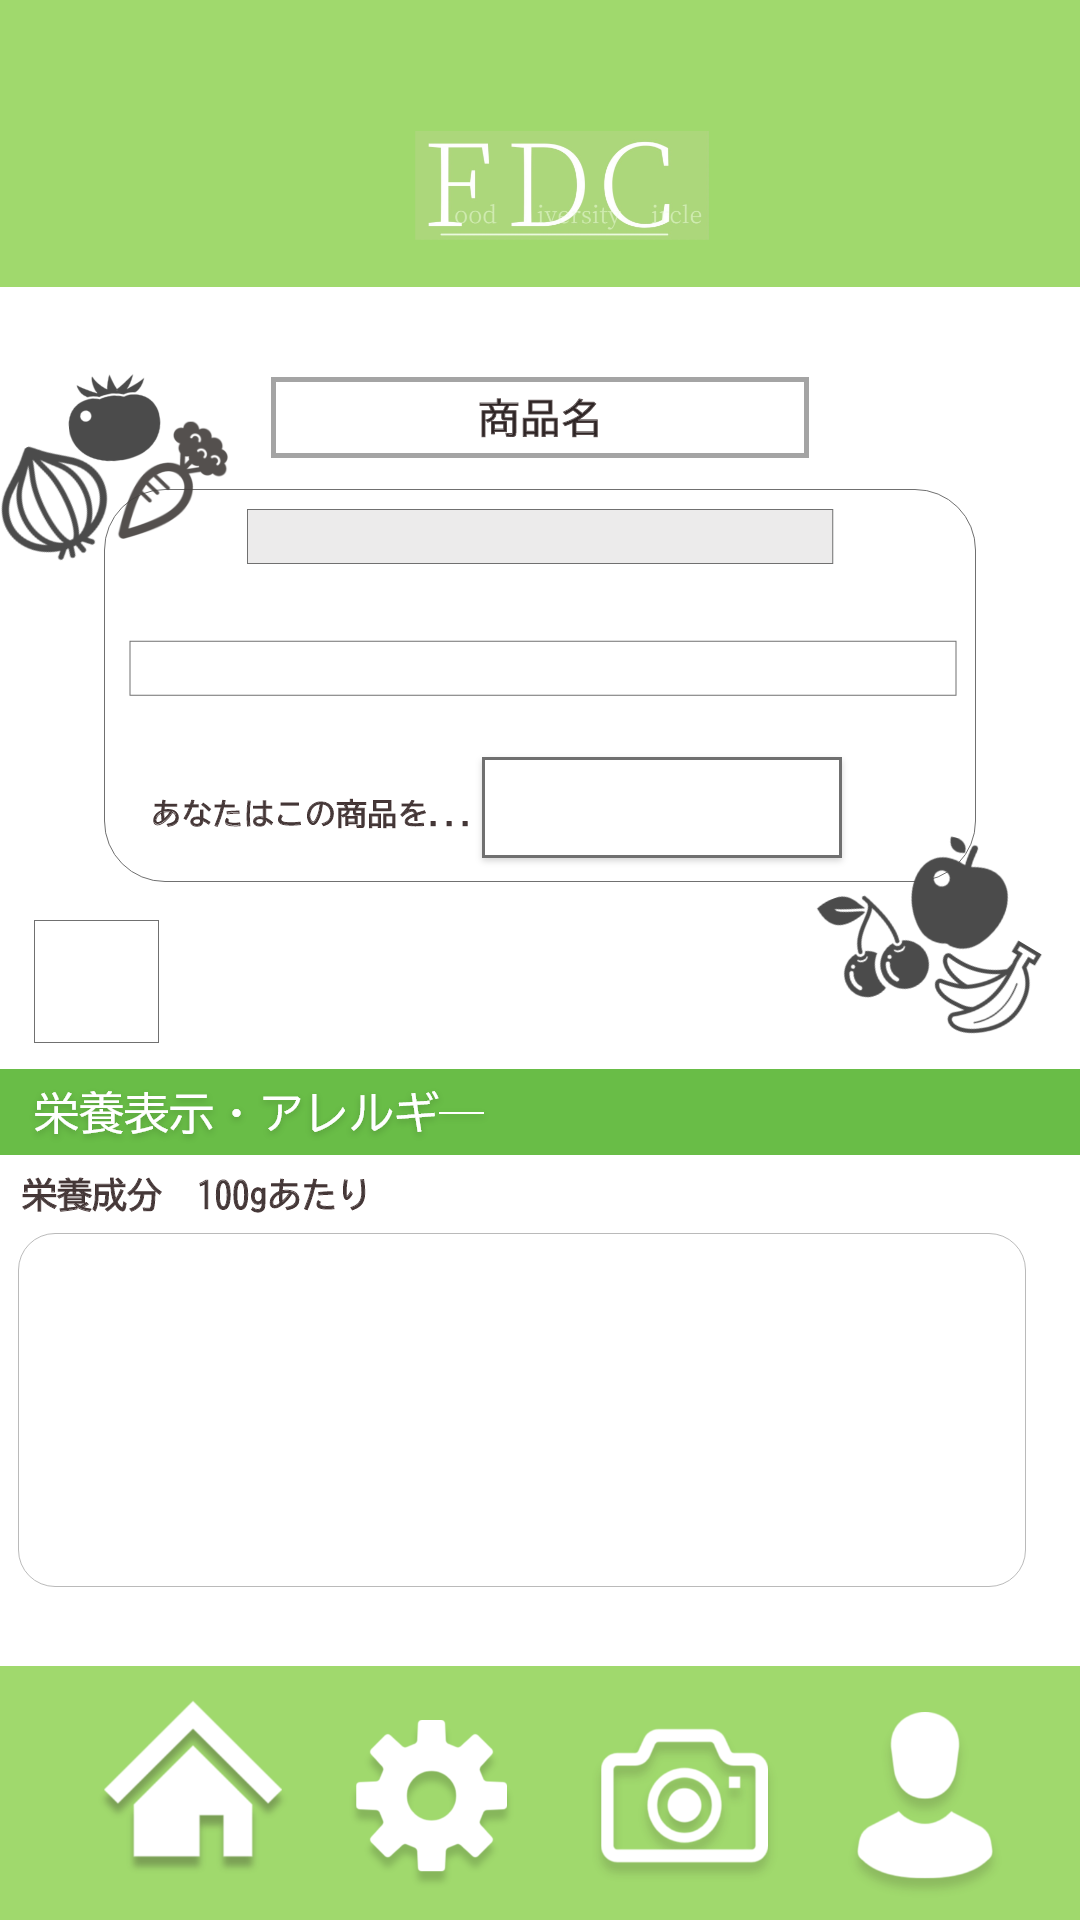 FDC
ood iversity ircle
商品名
あなたはこの商品を...
栄養表示・アレルギー
栄養成分　100gあたり